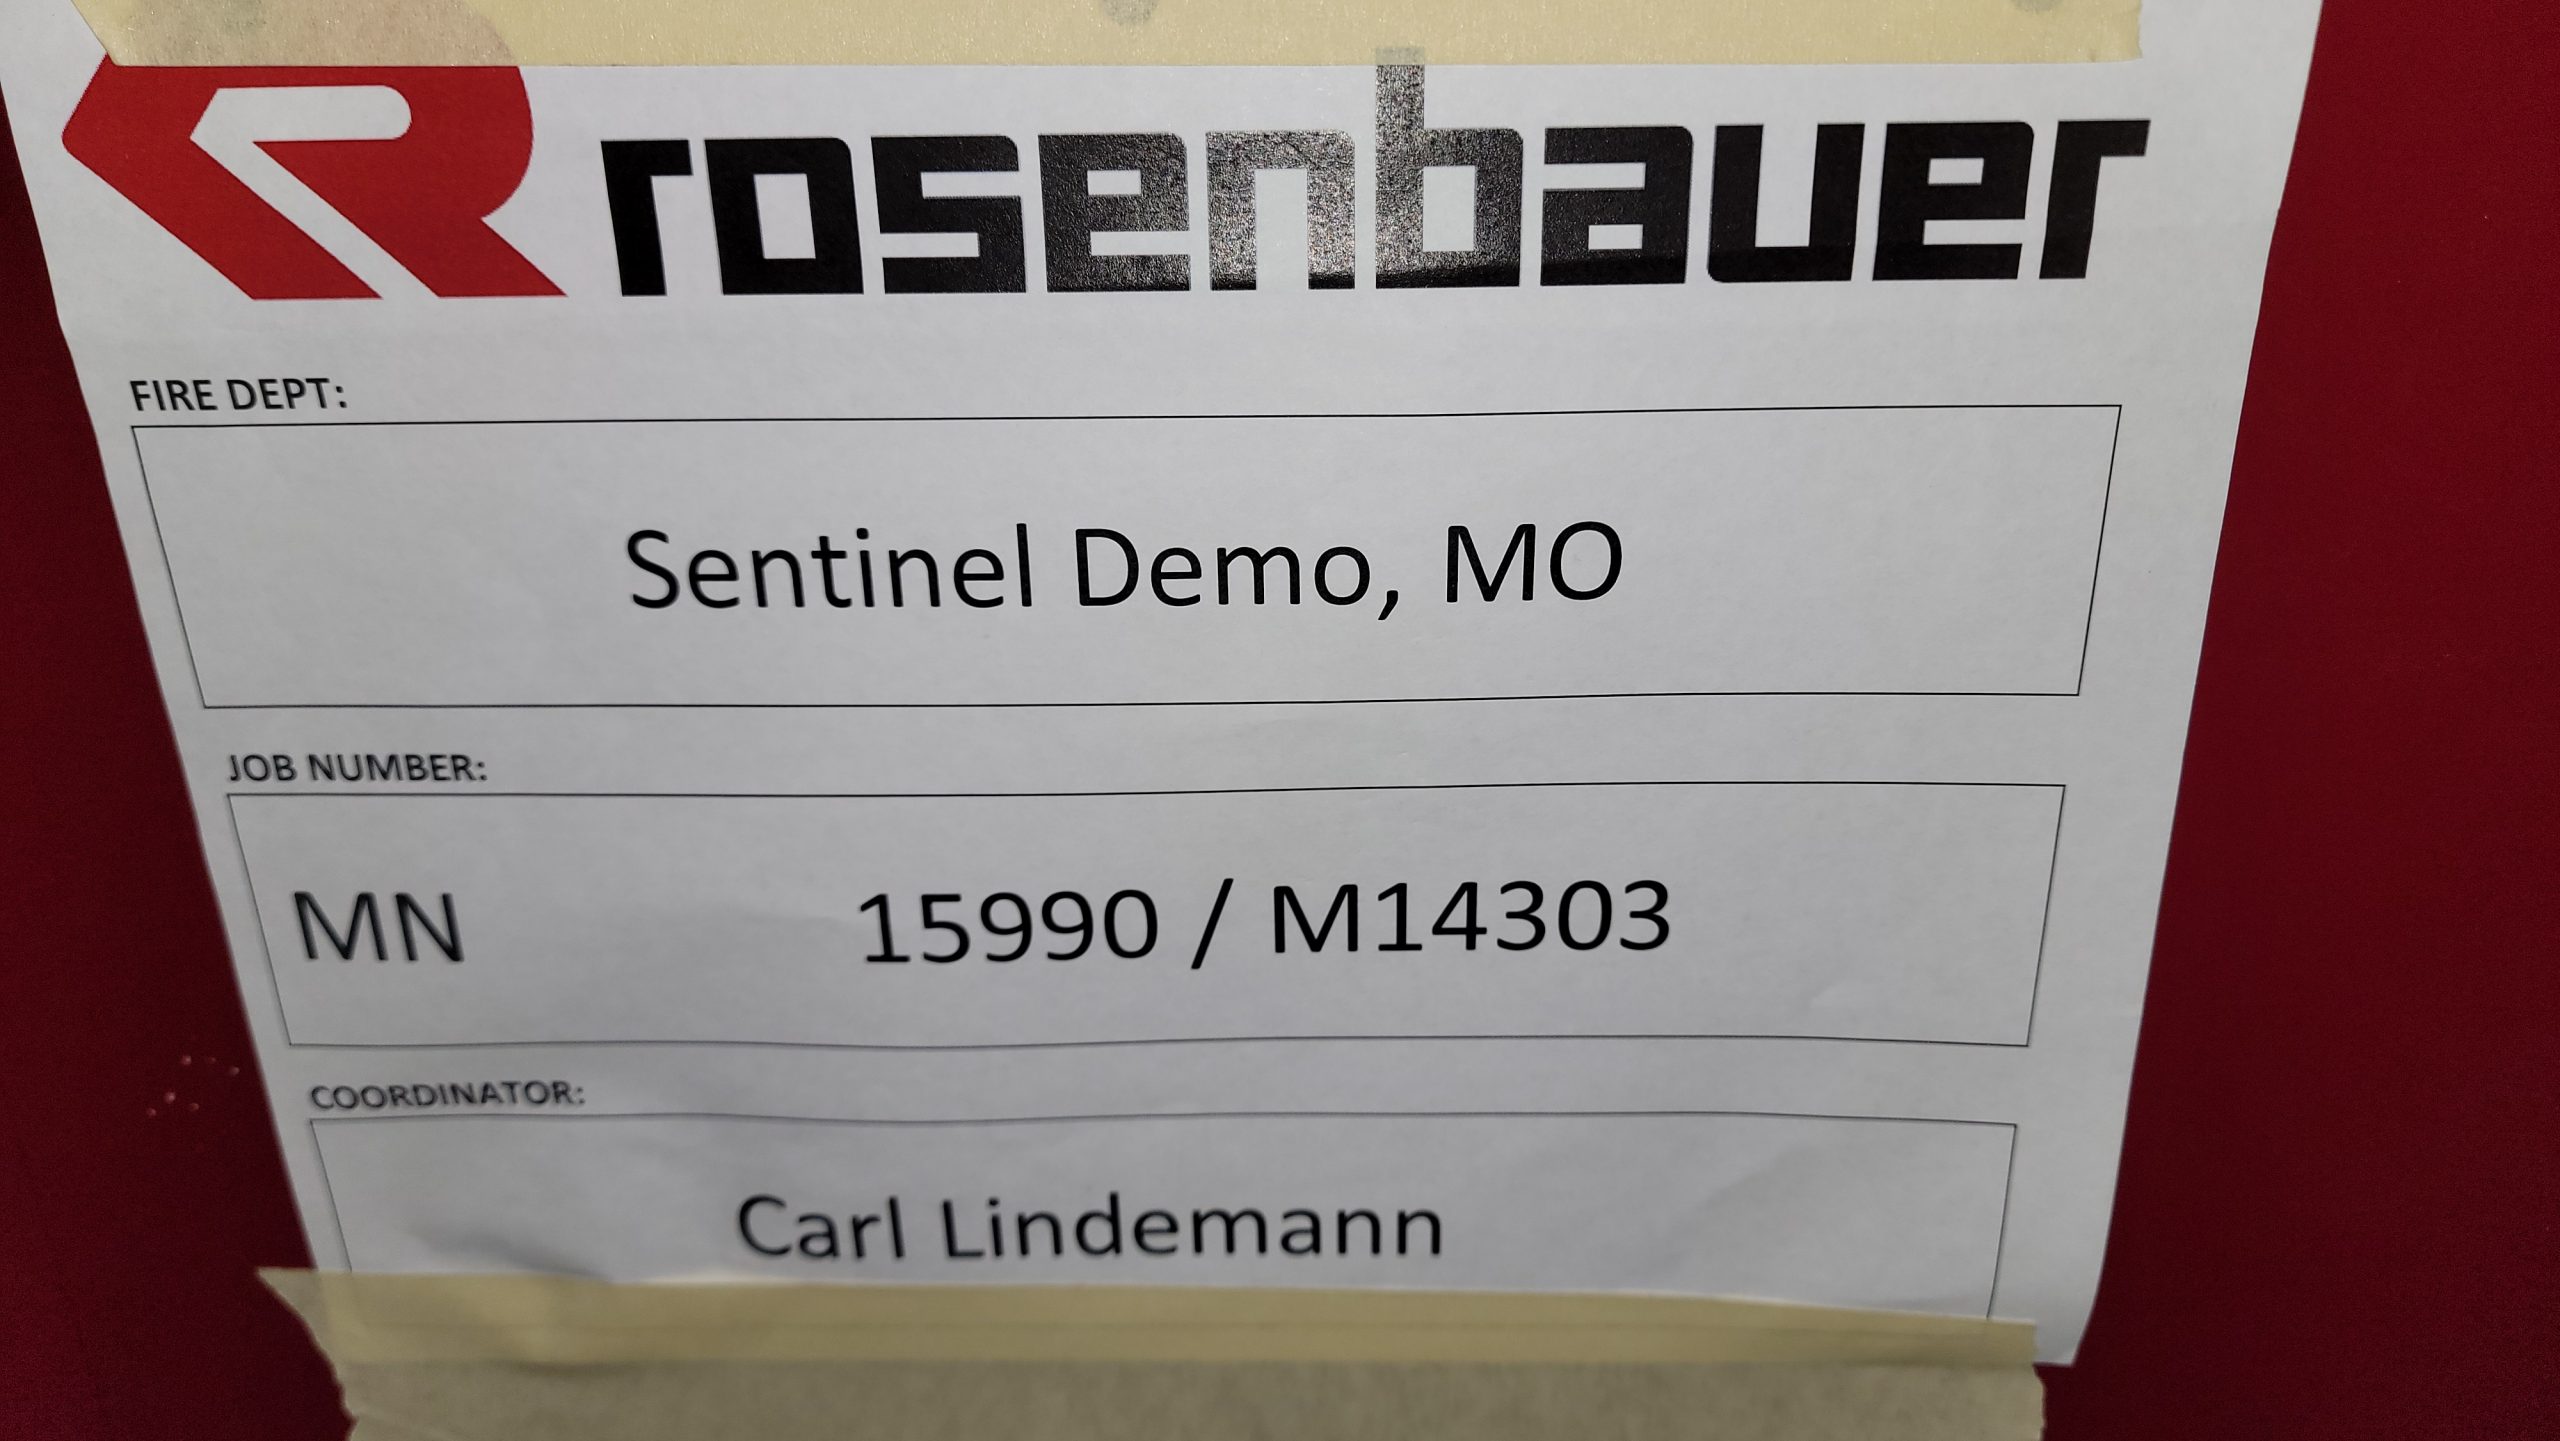 rosenbauer
FIRE DEPT:
Sentinel Demo, MO
JOB NUMBER:
MN 15990 / M14303
COORDINATOR:
Carl Lindemann